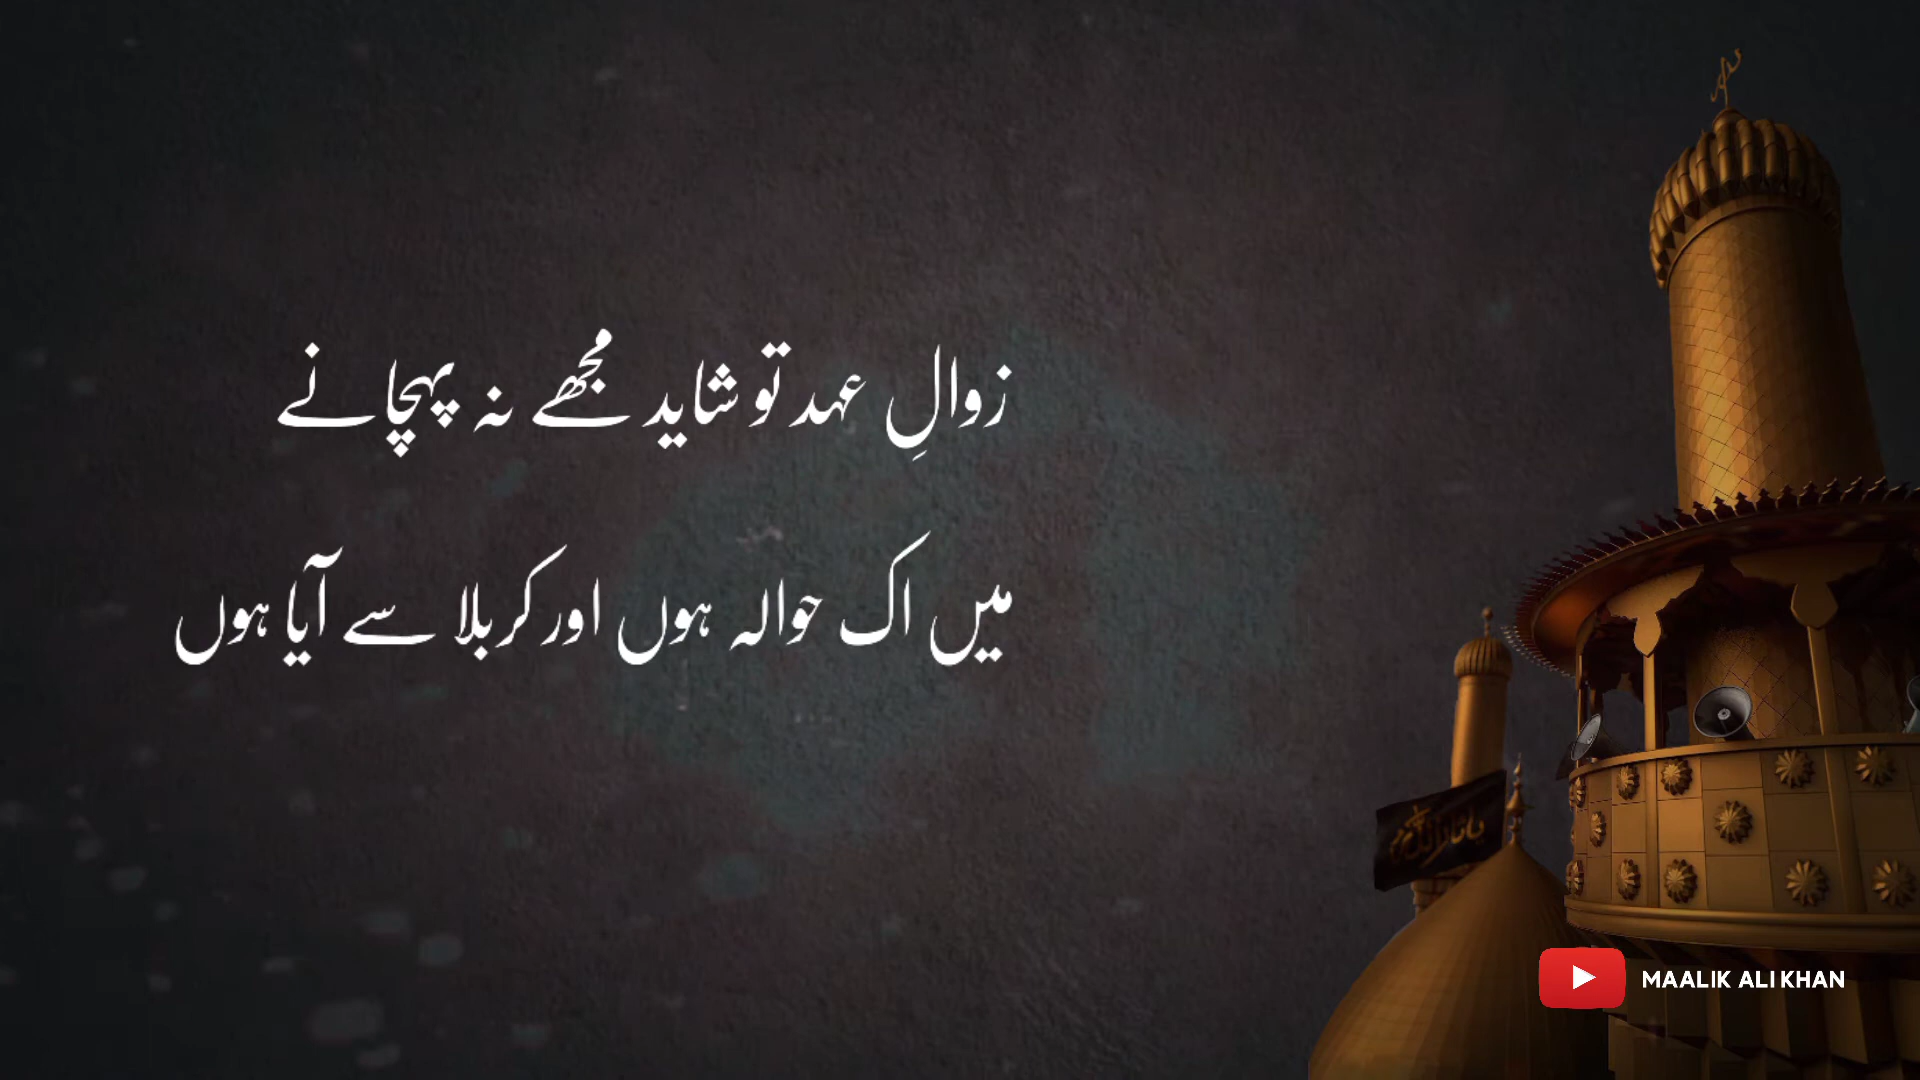 زوالِ عہد تو شاید مجھے نہ پہچانے
میں اک حوالہ ہوں اور کربلا سے آیا ہوں
MAALIK ALI KHAN